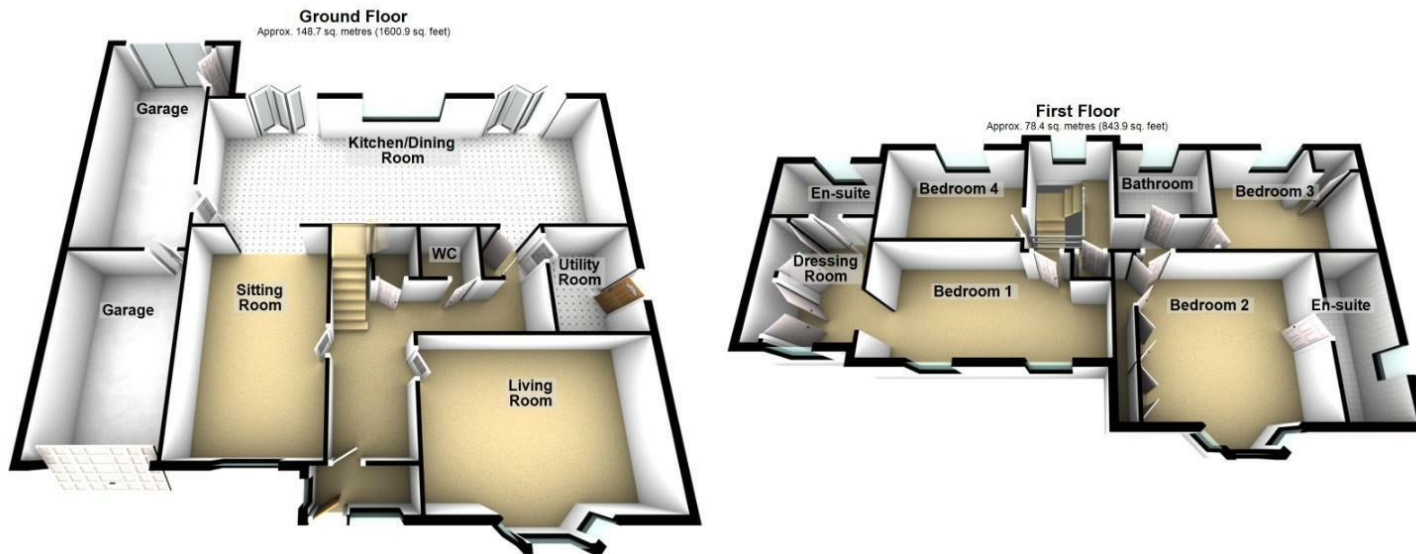 Ground Floor
Approx. 148.7 sq. metres (1600.9 sq. feet)
Garage
Kitchen/Dining
Room
WC
Utility
Room
Sitting
Room
Garage
Living
Room
First Floor
Approx. 78.4 sq. metres (843.9 sq. feet)
En-suite
Bedroom 4
Bathroom
Bedroom 3
Dressing
Room
Bedroom 1
Bedroom 2
En-suite